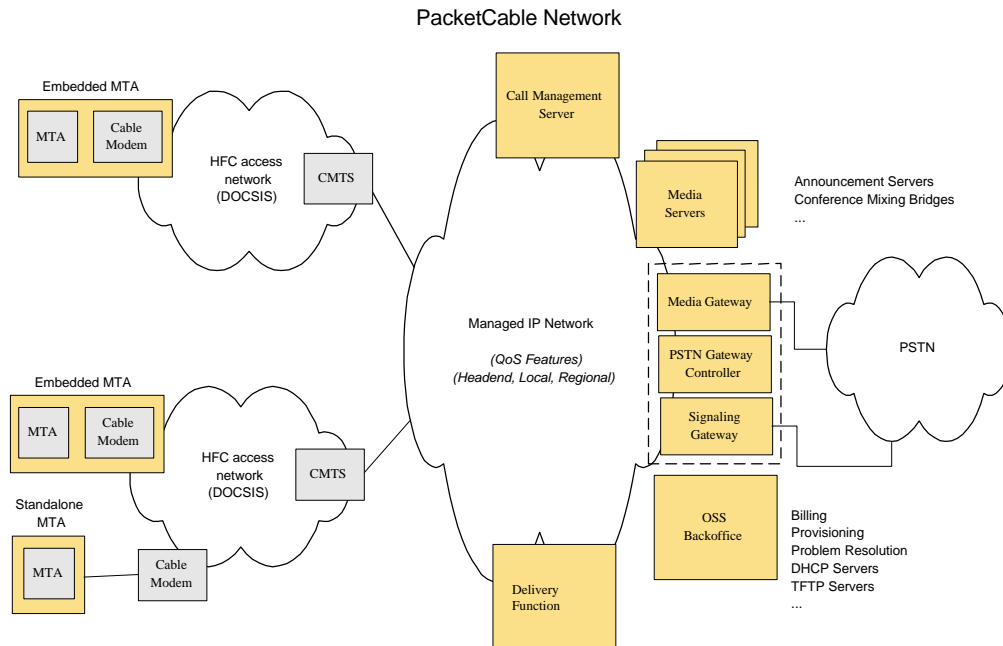 PacketCable Network
Embedded MTA
MTA
Cable
Modem
HFC access
network
(DOCSIS)
CMTS
Call Management
Server
Media
Servers
Announcement Servers
Conference Mixing Bridges
...
Managed IP Network
(QoS Features)
(Headend, Local, Regional)
Media Gateway
PSTN Gateway
Controller
Signaling
Gateway
PSTN
Embedded MTA
MTA
Cable
Modem
HFC access
network
(DOCSIS)
CMTS
Standalone
MTA
MTA
Cable
Modem
Delivery
Function
OSS
Backoffice
Billing
Provisioning
Problem Resolution
DHCP Servers
TFTP Servers
...